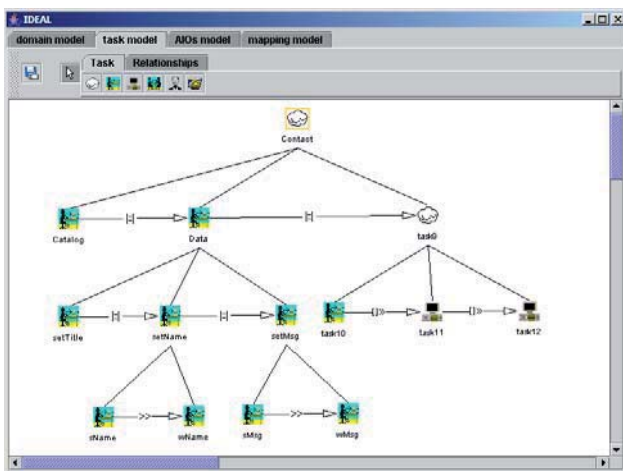 IDEAL
domain model task model AIOs model mapping model
Task Relationships
Contact
|=| |=|
Catalog Data task9
|=| |=| []>> []>>
setTitle setName setMsg task10 task11 task12
>> >>
sName wName sMsg wMsg